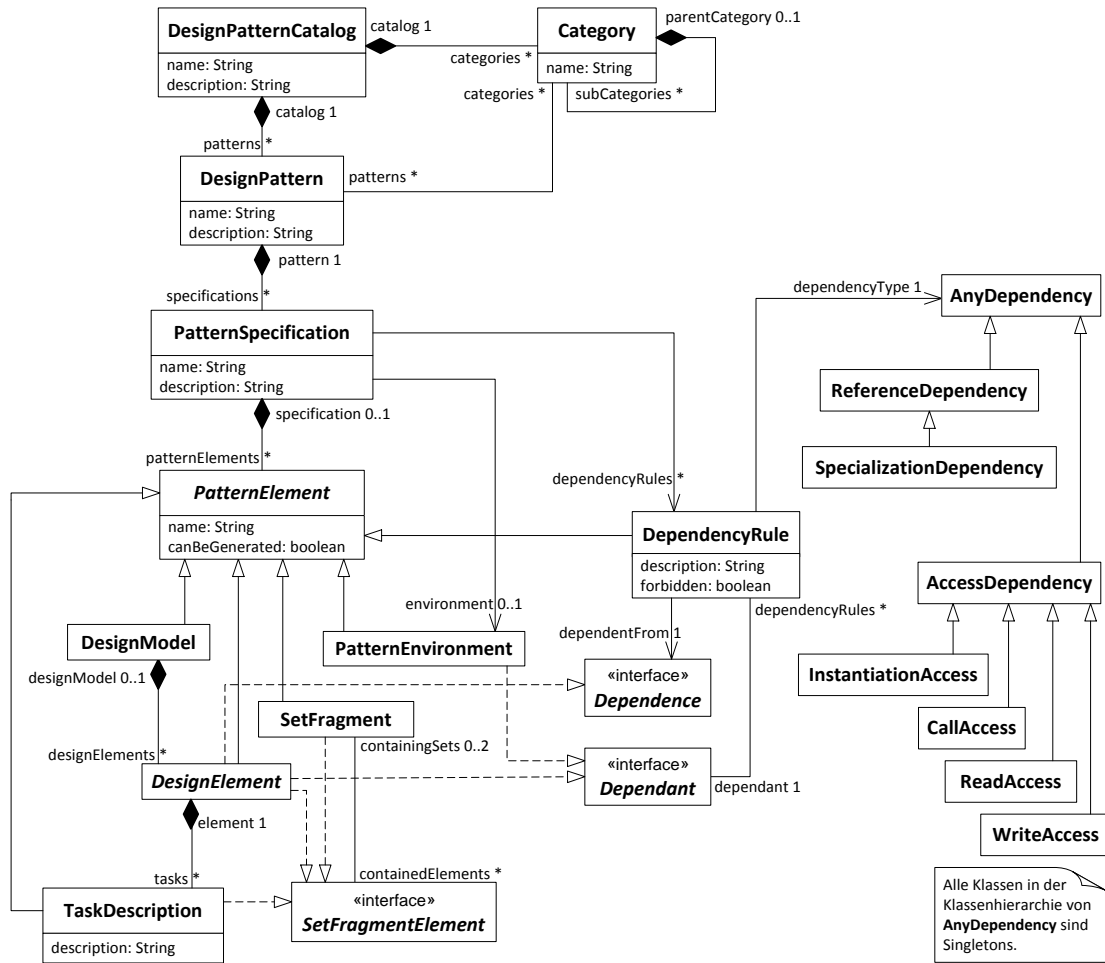 DesignPatternCatalog
name: String
description: String
catalog 1
categories *
Category
name: String
parentCategory 0..1
subCategories *
categories *
catalog 1
patterns *
DesignPattern
name: String
description: String
patterns *
pattern 1
specifications *
PatternSpecification
name: String
description: String
specification 0..1
patternElements *
PatternElement
name: String
canBeGenerated: boolean
dependencyType 1
AnyDependency
ReferenceDependency
SpecializationDependency
dependencyRules *
DependencyRule
description: String
forbidden: boolean
dependencyRules *
AccessDependency
environment 0..1
dependentFrom 1
DesignModel
PatternEnvironment
designModel 0..1
«interface»
Dependence
InstantiationAccess
SetFragment
containingSets 0..2
CallAccess
designElements *
DesignElement
«interface»
Dependant
dependant 1
ReadAccess
element 1
WriteAccess
tasks *
containedElements *
TaskDescription
description: String
«interface»
SetFragmentElement
Alle Klassen in der
Klassenhierarchie von
AnyDependency sind
Singletons.